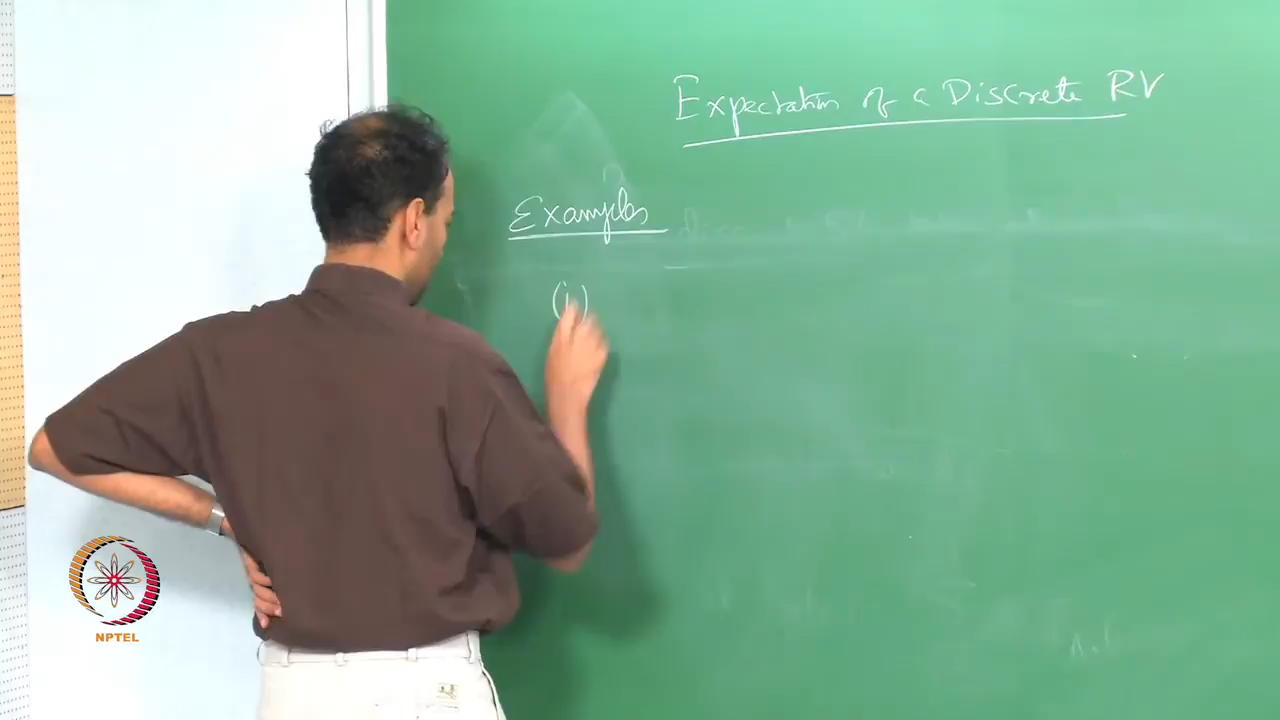 Expectation of a Discrete RV
Examples
(i)
NPTEL